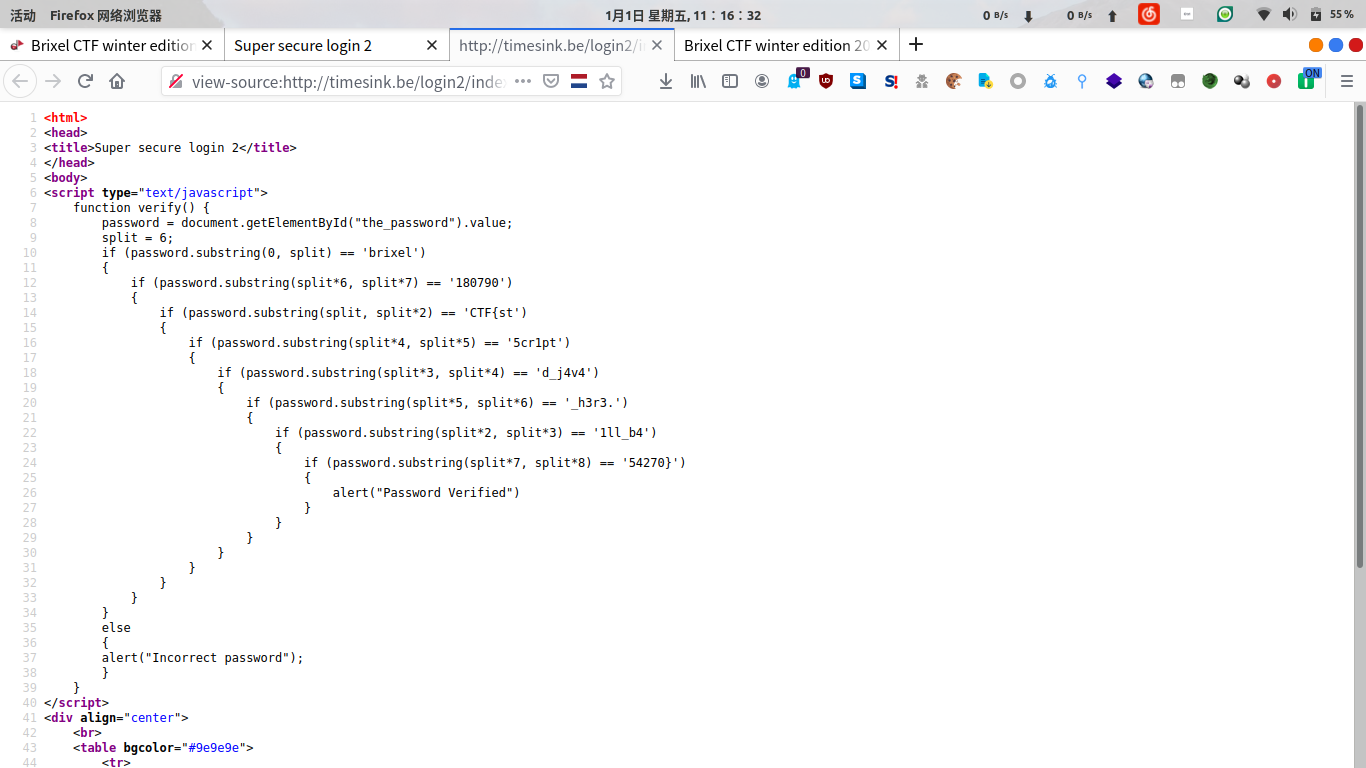 活动 Firefox 网络浏览器 1月1日 星期五, 11：16：32 0 B/s 0 B/s 55 %
Brixel CTF winter edition Super secure login 2 http://timesink.be/login2/i Brixel CTF winter edition 20
view-source:http://timesink.be/login2/inde 0 S S! ON
1 <html>
2 <head>
3 <title>Super secure login 2</title>
4 </head>
5 <body>
6 <script type="text/javascript">
7     function verify() {
8         password = document.getElementById("the_password").value;
9         split = 6;
10         if (password.substring(0, split) == 'brixel')
11         {
12             if (password.substring(split*6, split*7) == '180790')
13             {
14                 if (password.substring(split, split*2) == 'CTF{st')
15                 {
16                     if (password.substring(split*4, split*5) == '5cr1pt')
17                     {
18                         if (password.substring(split*3, split*4) == 'd_j4v4')
19                         {
20                             if (password.substring(split*5, split*6) == '_h3r3.')
21                             {
22                                 if (password.substring(split*2, split*3) == '1ll_b4')
23                                 {
24                                     if (password.substring(split*7, split*8) == '54270}')
25                                     {
26                                         alert("Password Verified")
27                                     }
28                                 }
29                             }
30                         }
31                     }
32                 }
33             }
34         }
35         else
36         {
37         alert("Incorrect password");
38         }
39     }
40 </script>
41 <div align="center">
42     <br>
43     <table bgcolor="#9e9e9e">
44         <tr>